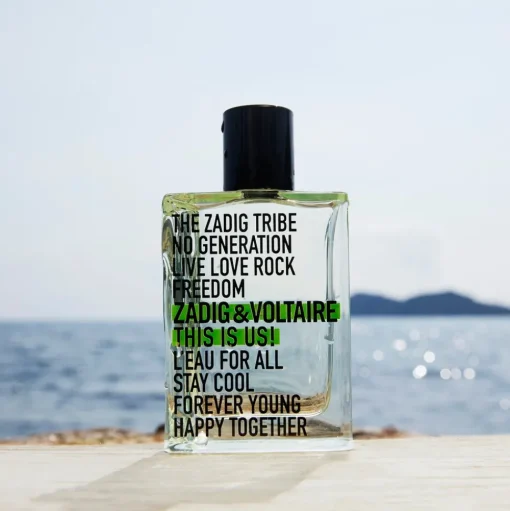 THE ZADIG TRIBE
NO GENERATION
LIVE LOVE ROCK
FREEDOM
ZADIG&VOLTAIRE
THIS IS US!
L'EAU FOR ALL
STAY COOL
FOREVER YOUNG
HAPPY TOGETHER